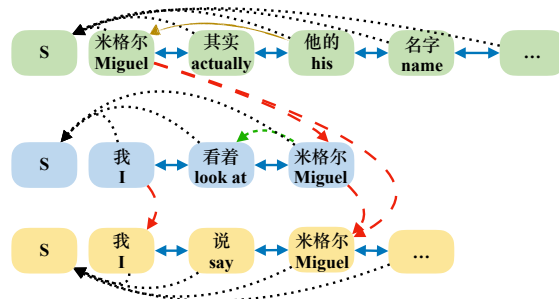 S 米格尔 其实 他的 名字 ...
Miguel actually his name
S 我 看着 米格尔
I look at Miguel
S 我 说 米格尔 ...
I say Miguel